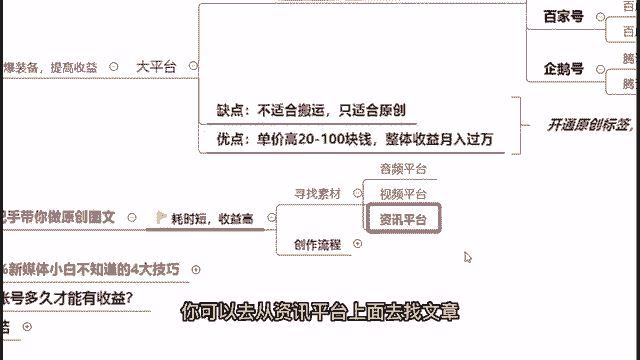 百家号
企鹅号
爆装备，提高收益
大平台
缺点：不适合搬运，只适合原创
优点：单价高20-100块钱，整体收益月入过万
开通原创标签，
音频平台
寻找素材
视频平台
资讯平台
把手带你做原创图文
耗时短，收益高
创作流程
%新媒体小白不知道的4大技巧
账号多久才能有收益？
你可以去从资讯平台上面去找文章